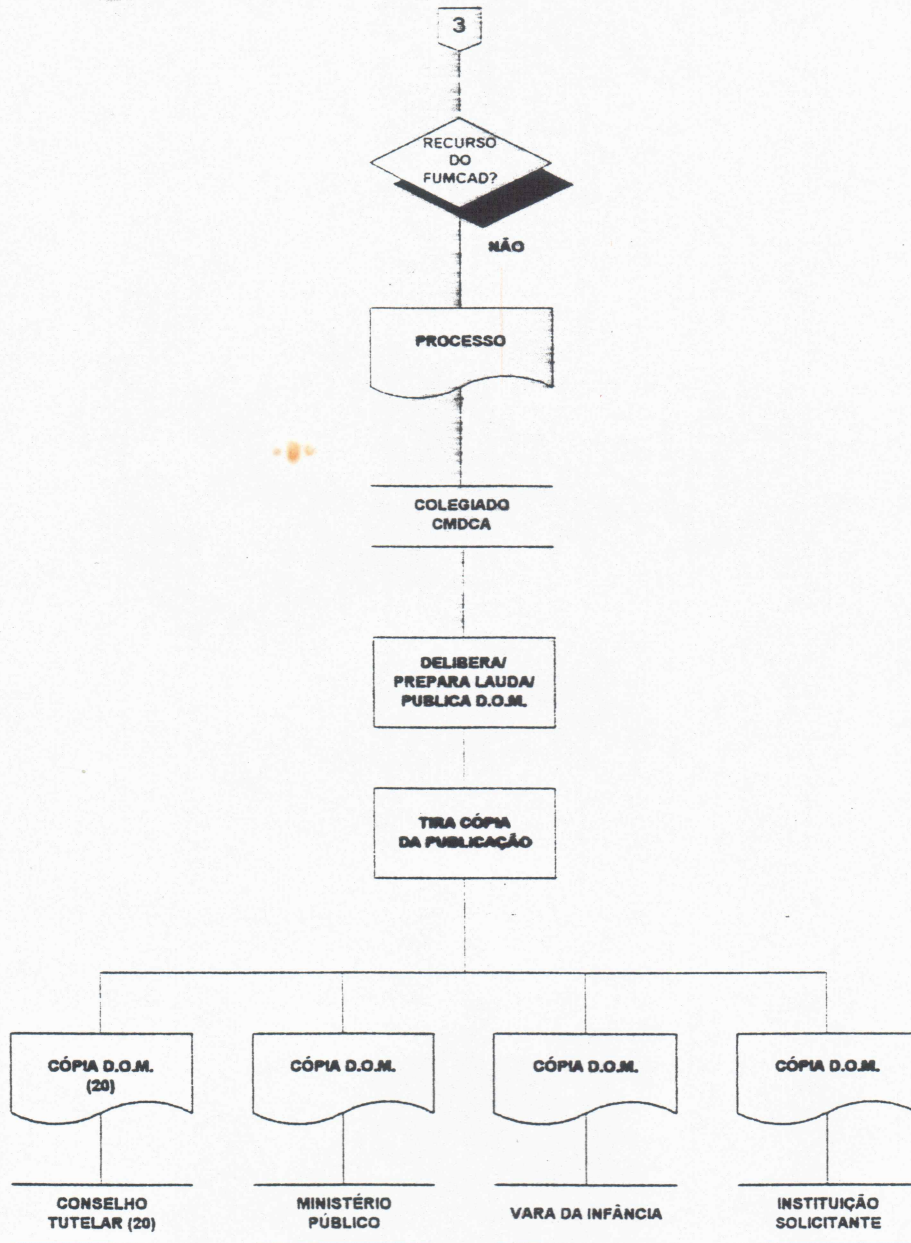 3
RECURSO
DO
FUMCAD?
NÃO
PROCESSO
COLEGIADO
CMDCA
DELIBERA/
PREPARA LAUDA/
PUBLICA D.O.M.
TIRA CÓPIA
DA PUBLICAÇÃO
CÓPIA D.O.M.
(20)
CÓPIA D.O.M.
CÓPIA D.O.M.
CÓPIA D.O.M.
CONSELHO
TUTELAR (20)
MINISTÉRIO
PÚBLICO
VARA DA INFÂNCIA
INSTITUIÇÃO
SOLICITANTE